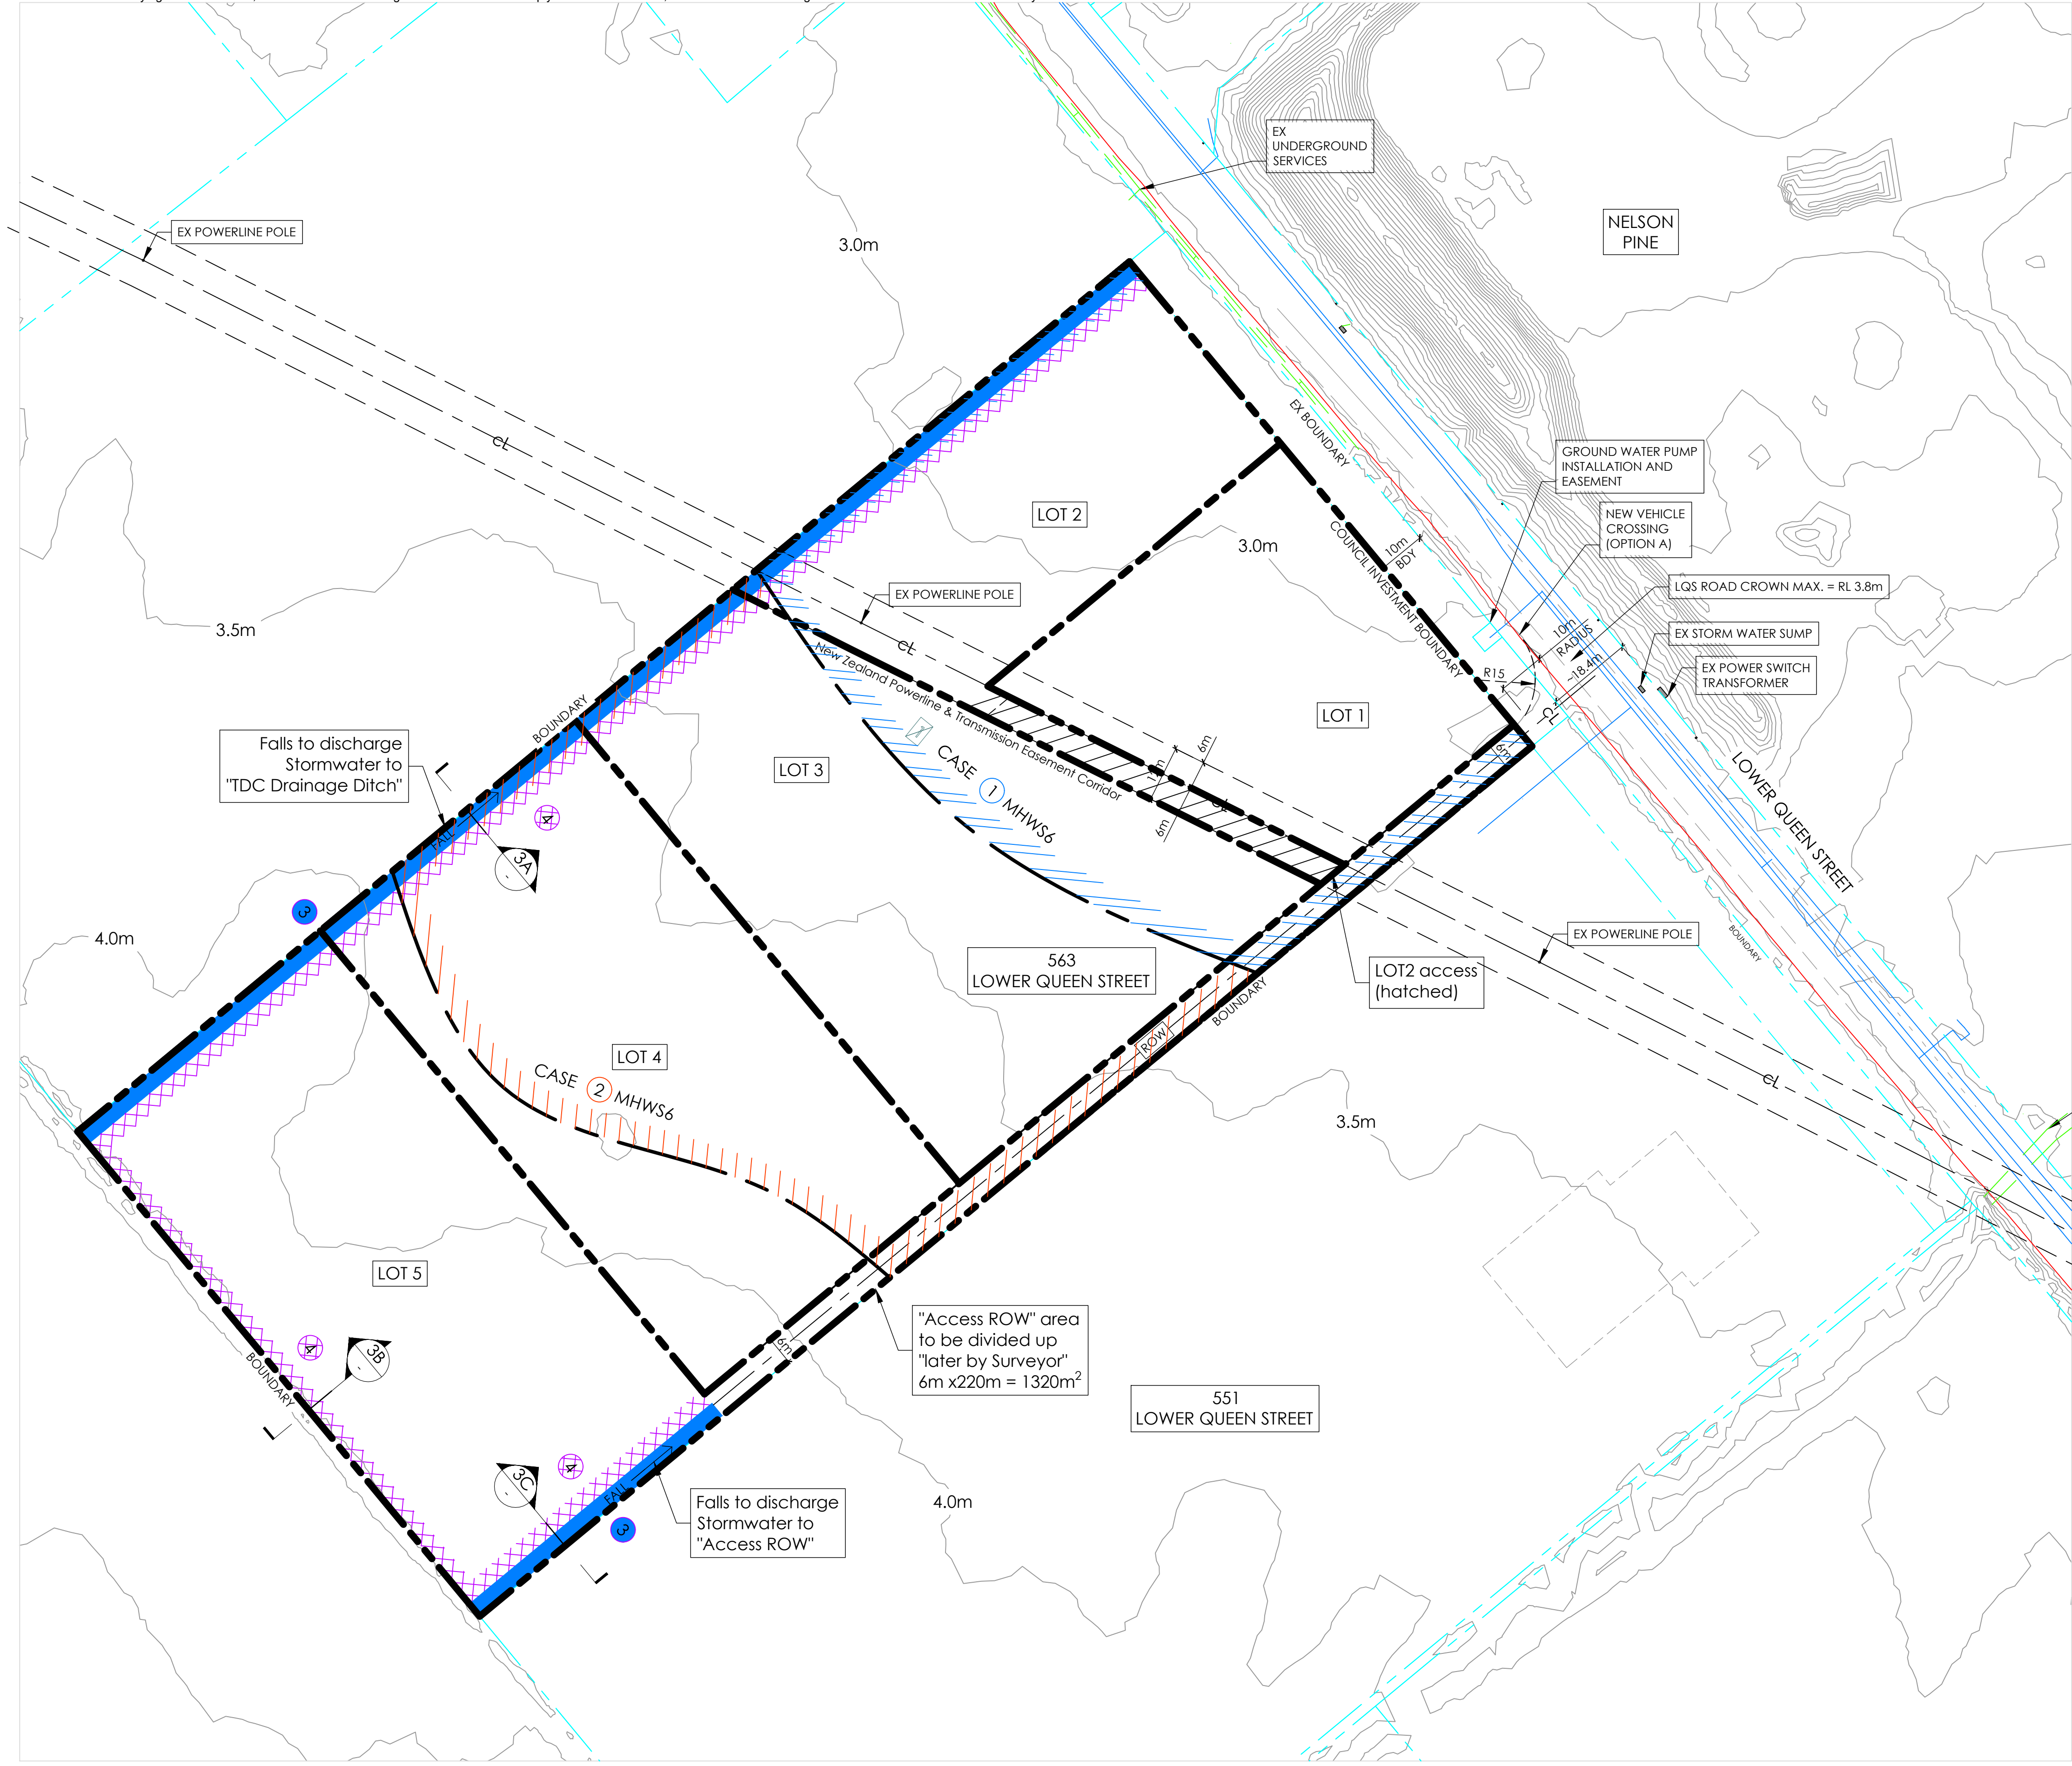 EX
UNDERGROUND
SERVICES
NELSON
PINE
EX POWERLINE POLE
3.0m
CL
EX BOUNDARY
GROUND WATER PUMP
INSTALLATION AND
EASEMENT
NEW VEHICLE
CROSSING
(OPTION A)
LOT 2
10m
BDY
3.0m
COUNCIL INVESTMENT BOUNDARY
LQS ROAD CROWN MAX. = RL 3.8m
EX POWERLINE POLE
3.5m
10m
RADIUS
EX STORM WATER SUMP
CL
New Zealand Powerline & Transmission Easement Corridor
R15
~18.4m
EX POWER SWITCH
TRANSFORMER
LOT 1
CL
BOUNDARY
6m
6m
6m
CL
Falls to discharge
Stormwater to
"TDC Drainage Ditch"
LOT 3
CASE 1 MHWS6
LOWER QUEEN STREET
FALL
4
3A
-
3
4.0m
EX POWERLINE POLE
BOUNDARY
563
LOWER QUEEN STREET
LOT2 access
(hatched)
BOUNDARY
ROW
LOT 4
CASE 2 MHWS6
CL
3.5m
LOT 5
"Access ROW" area
to be divided up
"later by Surveyor"
6m x220m = 1320m²
6m
4
3B
-
BOUNDARY
551
LOWER QUEEN STREET
4
3C
-
FALL
3
Falls to discharge
Stormwater to
"Access ROW"
4.0m